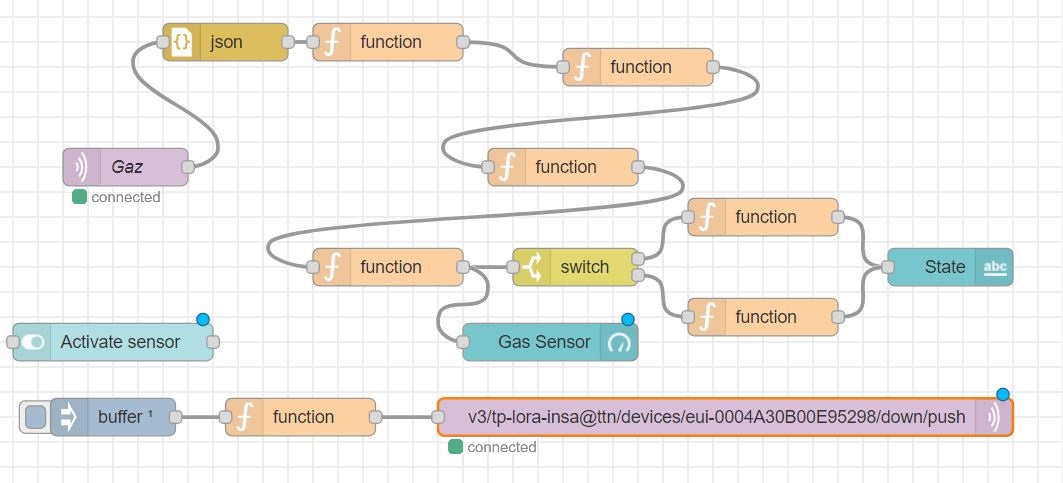 json
function
function
Gaz
connected
function
function
function
switch
State
abc
function
Activate sensor
Gas Sensor
buffer ¹
function
v3/tp-lora-insa@ttn/devices/eui-0004A30B00E95298/down/push
connected